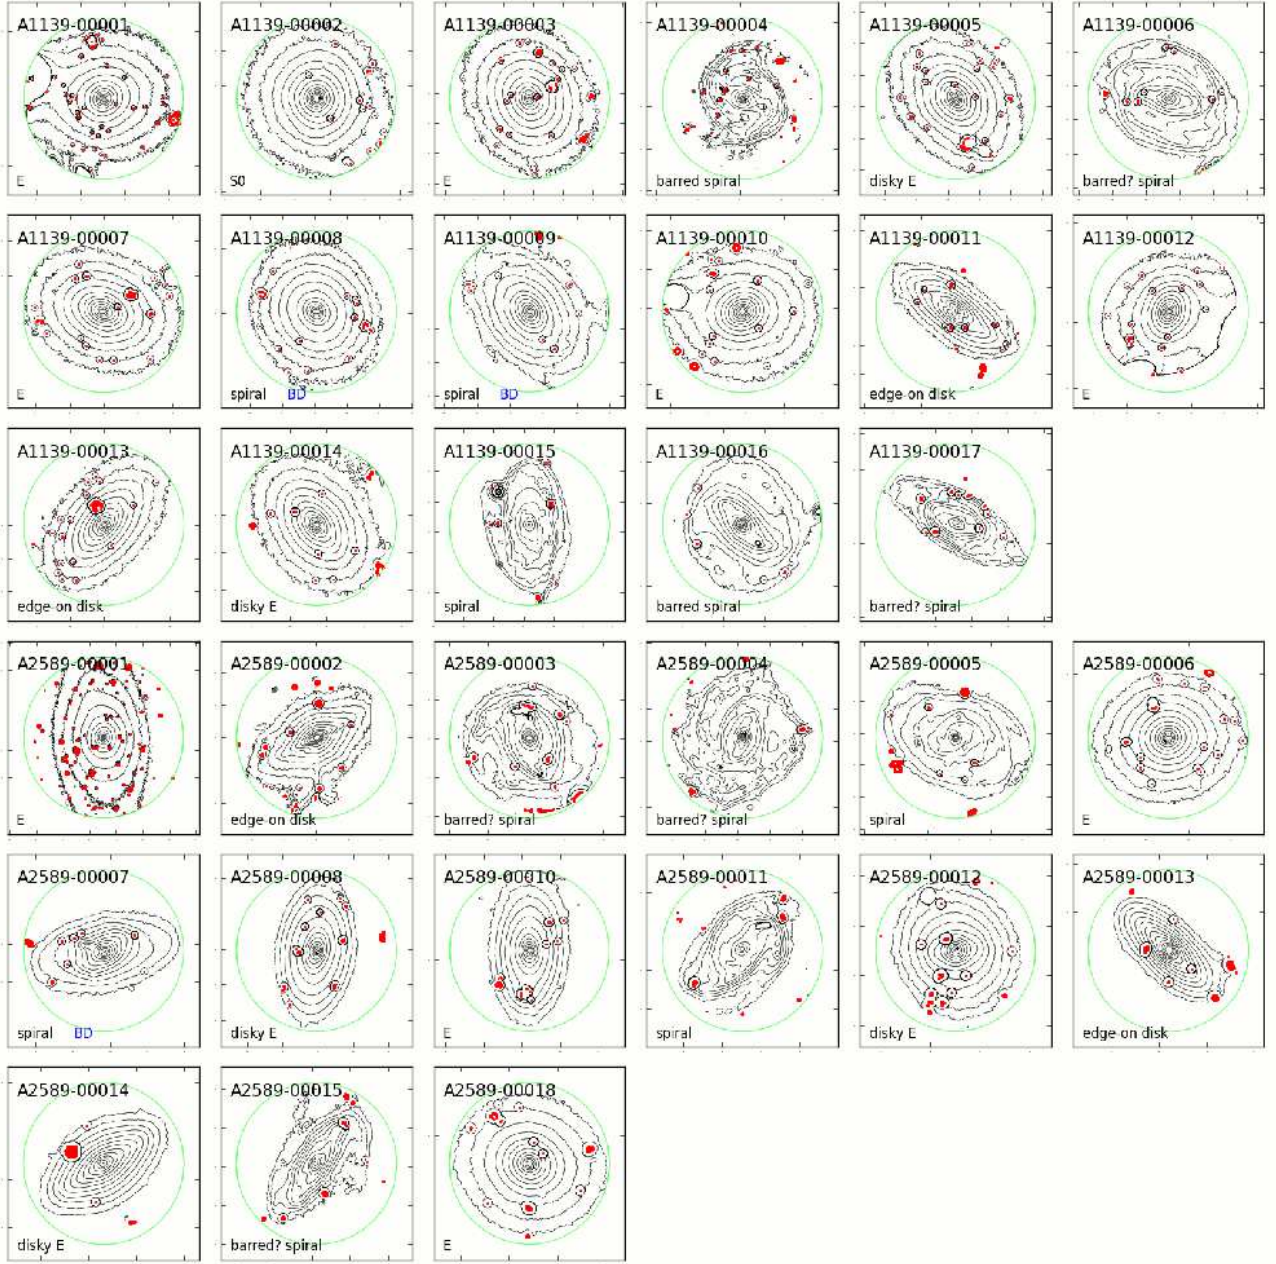 A1139-00001
E
A1139-00002
S0
A1139-00003
E
A1139-00004
barred spiral
A1139-00005
disky E
A1139-00006
barred? spiral
A1139-00007
E
A1139-00008
spiral BD
A1139-00009
spiral BD
A1139-00010
E
A1139-00011
edge-on disk
A1139-00012
E
A1139-00013
edge-on disk
A1139-00014
disky E
A1139-00015
spiral
A1139-00016
barred spiral
A1139-00017
barred? spiral
A2589-00001
E
A2589-00002
edge-on disk
A2589-00003
barred? spiral
A2589-00004
barred? spiral
A2589-00005
spiral
A2589-00006
E
A2589-00007
spiral BD
A2589-00008
disky E
A2589-00010
E
A2589-00011
spiral
A2589-00012
disky E
A2589-00013
edge-on disk
A2589-00014
disky E
A2589-00015
barred? spiral
A2589-00018
E